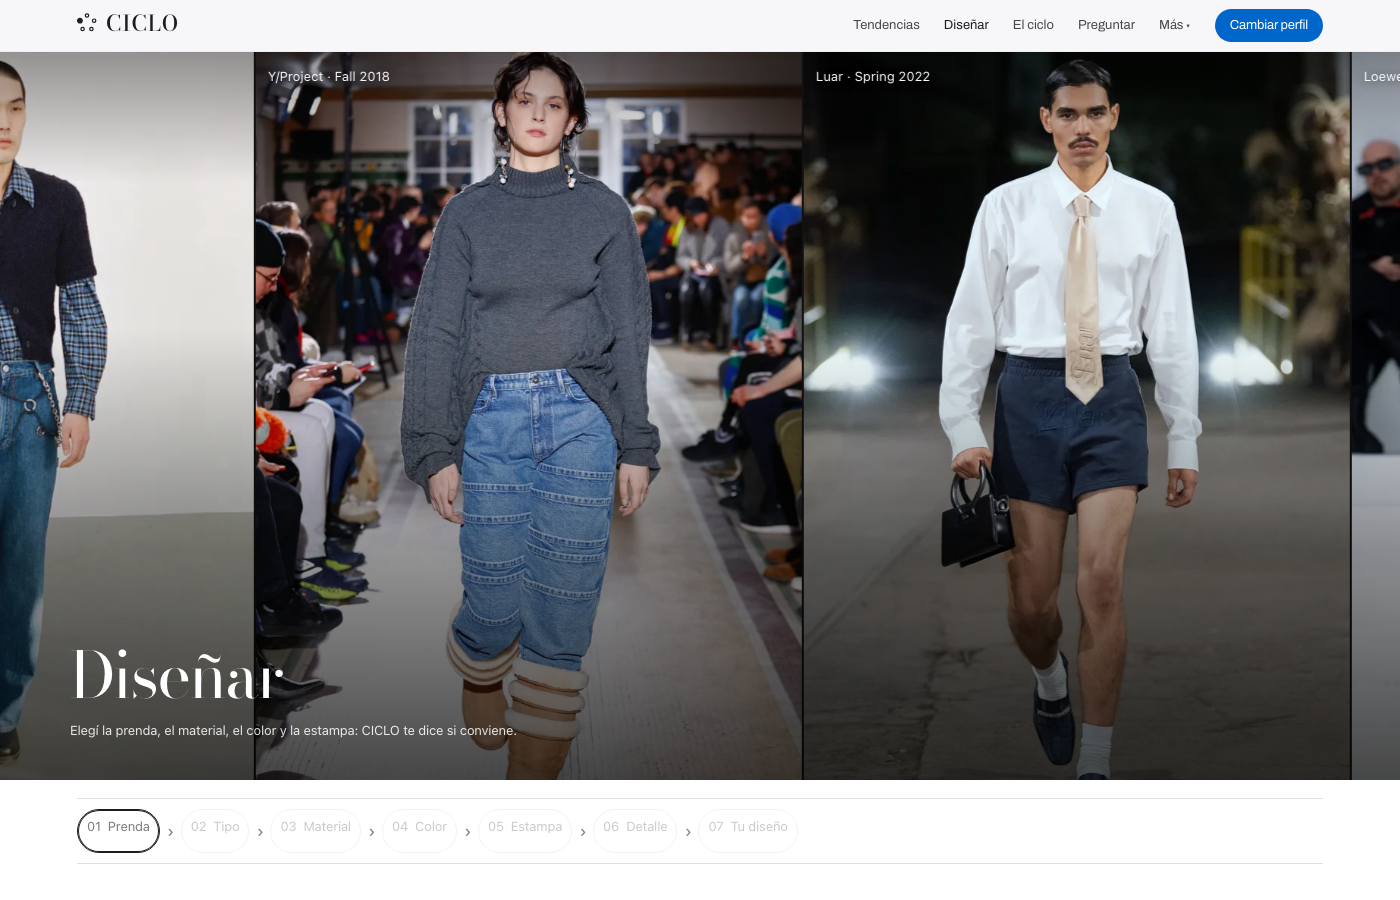 CICLO
Tendencias Diseñar El ciclo Preguntar Más Cambiar perfil
Y/Project · Fall 2018
Luar · Spring 2022
Loewe
Luar
Diseñar
Elegí la prenda, el material, el color y la estampa: CICLO te dice si conviene.
01 Prenda › 02 Tipo › 03 Material › 04 Color › 05 Estampa › 06 Detalle › 07 Tu diseño